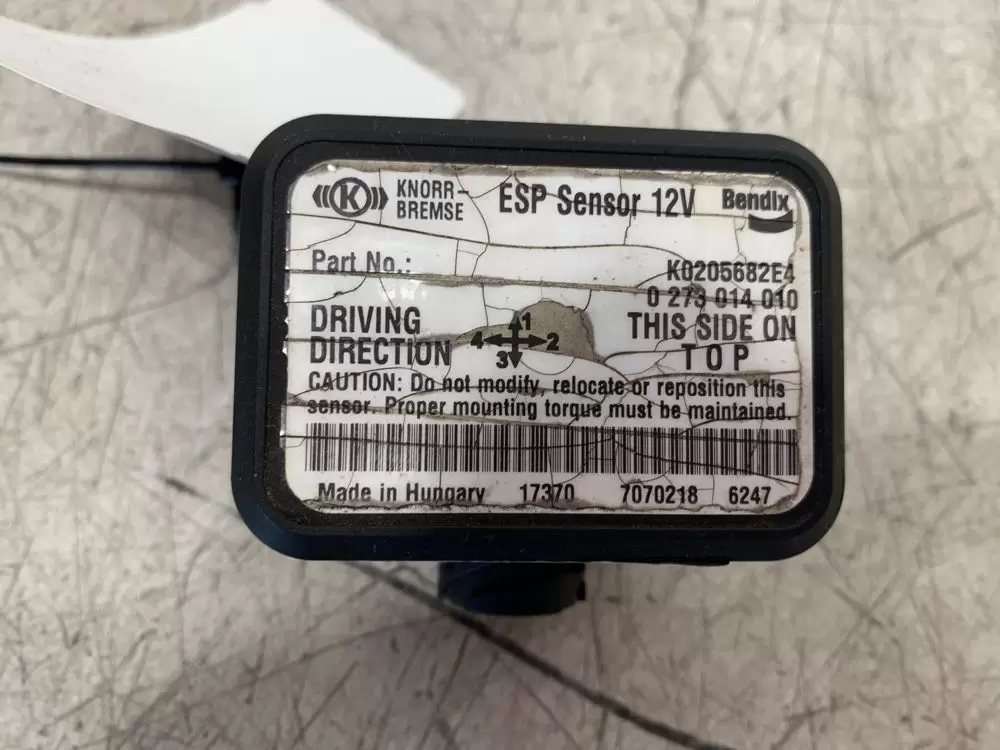 K KNORR-BREMSE ESP Sensor 12V Bendix
Part No.: K0205682E4
0 273 014 010
DRIVING DIRECTION
1
4 2
3
THIS SIDE ON TOP
CAUTION: Do not modify, relocate or reposition this
sensor. Proper mounting torque must be maintained.
Made in Hungary 17370 7070218 6247